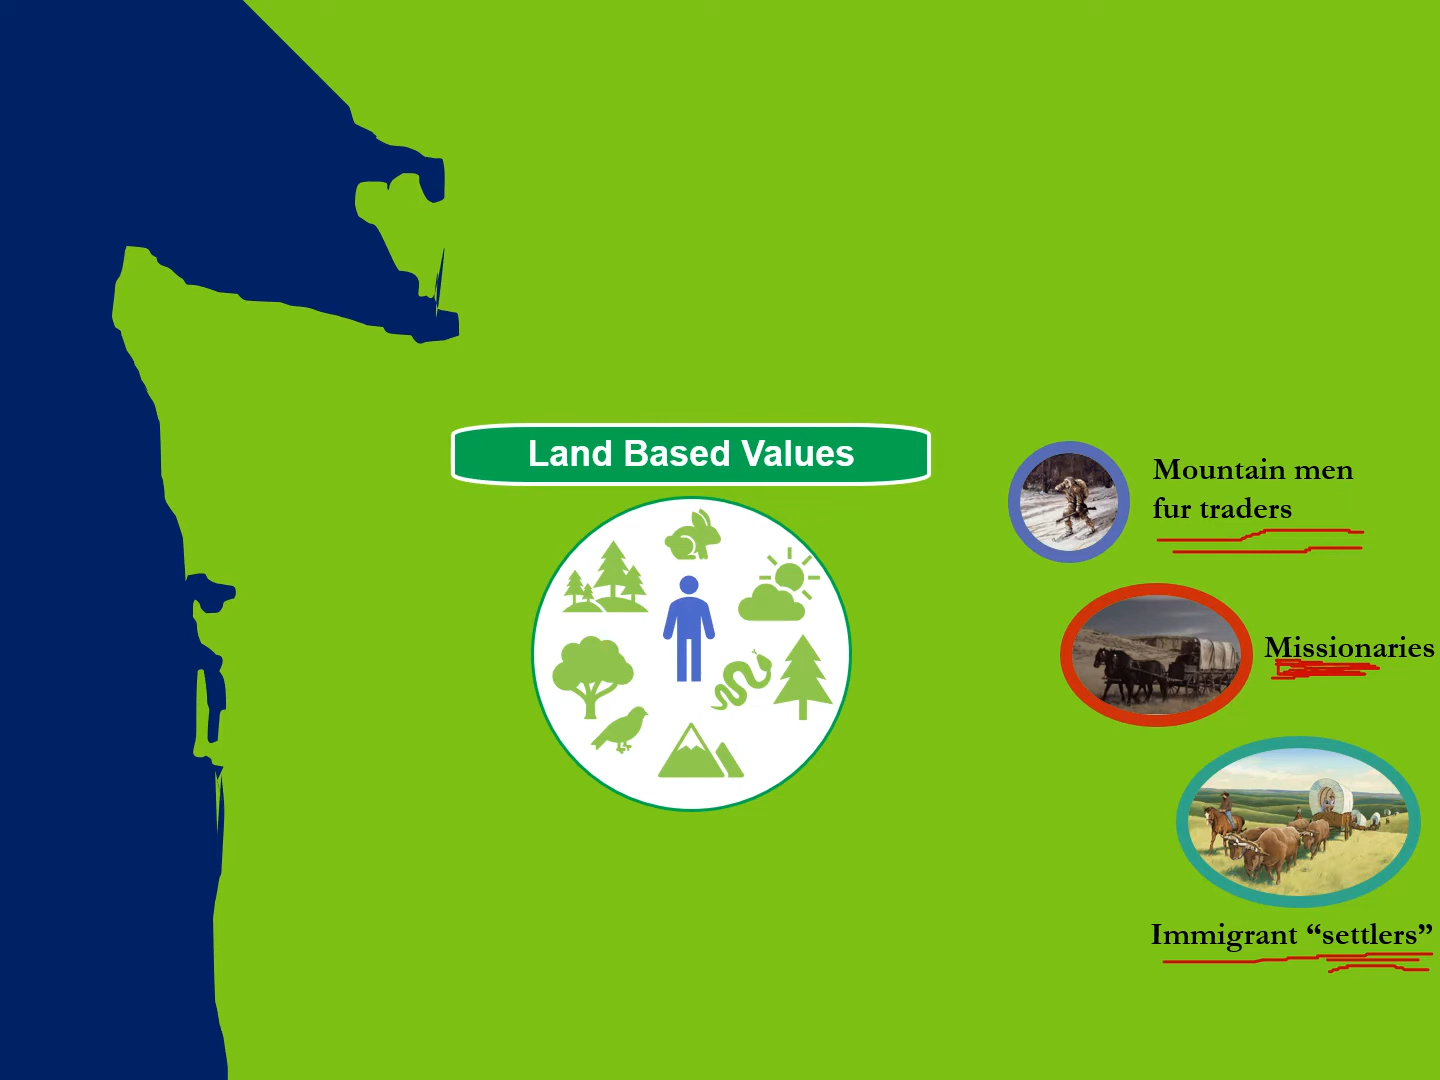 Land Based Values
Mountain men
fur traders
Missionaries
Immigrant “settlers”